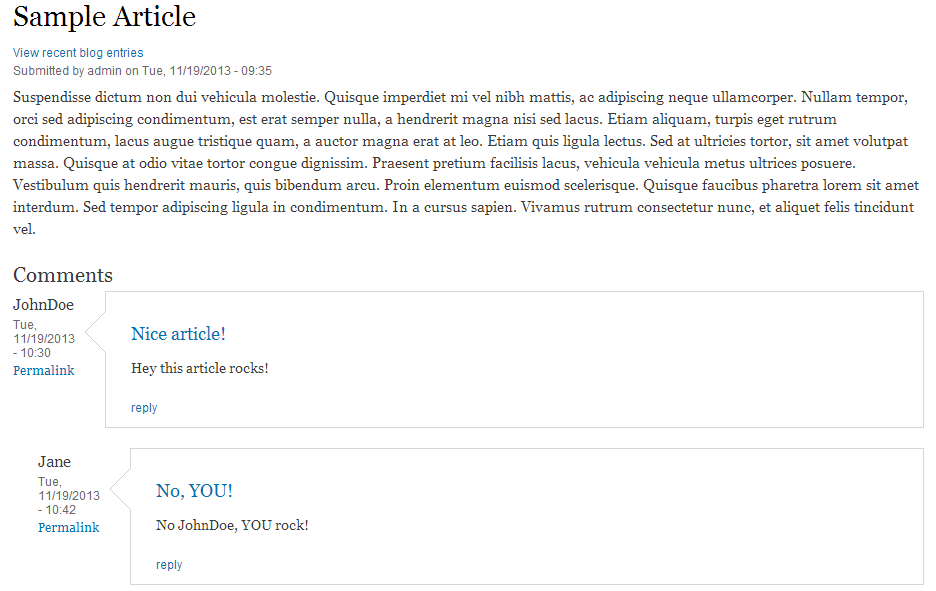 Sample Article
View recent blog entries
Submitted by admin on Tue, 11/19/2013 - 09:35
Suspendisse dictum non dui vehicula molestie. Quisque imperdiet mi vel nibh mattis, ac adipiscing neque ullamcorper. Nullam tempor,
orci sed adipiscing condimentum, est erat semper nulla, a hendrerit magna nisi sed lacus. Etiam aliquam, turpis eget rutrum
condimentum, lacus augue tristique quam, a auctor magna erat at leo. Etiam quis ligula lectus. Sed at ultricies tortor, sit amet volutpat
massa. Quisque at odio vitae tortor congue dignissim. Praesent pretium facilisis lacus, vehicula vehicula metus ultrices posuere.
Vestibulum quis hendrerit mauris, quis bibendum arcu. Proin elementum euismod scelerisque. Quisque faucibus pharetra lorem sit amet
interdum. Sed tempor adipiscing ligula in condimentum. In a cursus sapien. Vivamus rutrum consectetur nunc, et aliquet felis tincidunt
vel.
Comments
JohnDoe
Tue,
11/19/2013
- 10:30
Permalink
Nice article!
Hey this article rocks!
reply
Jane
Tue,
11/19/2013
- 10:42
Permalink
No, YOU!
No JohnDoe, YOU rock!
reply